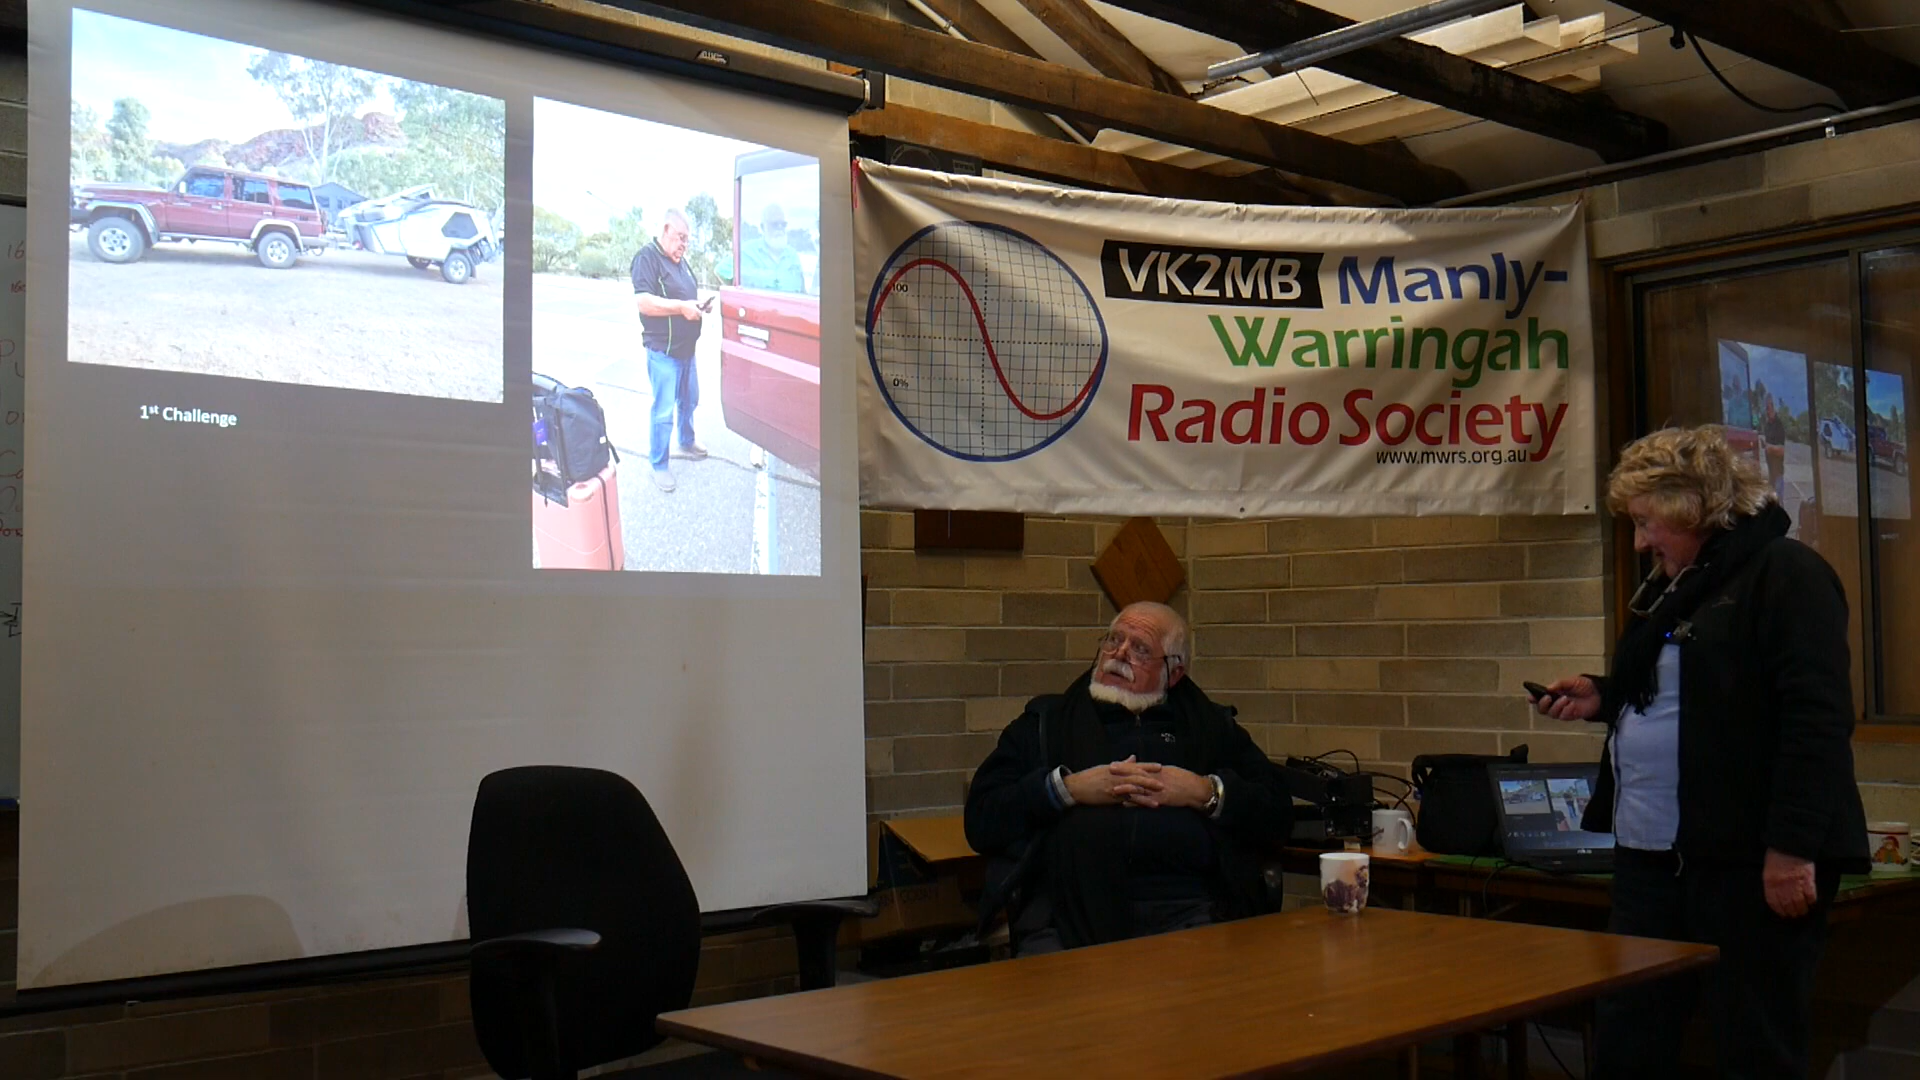 1st Challenge
VK2MB Manly-
Warringah
Radio Society
www.mwrs.org.au
100
0%